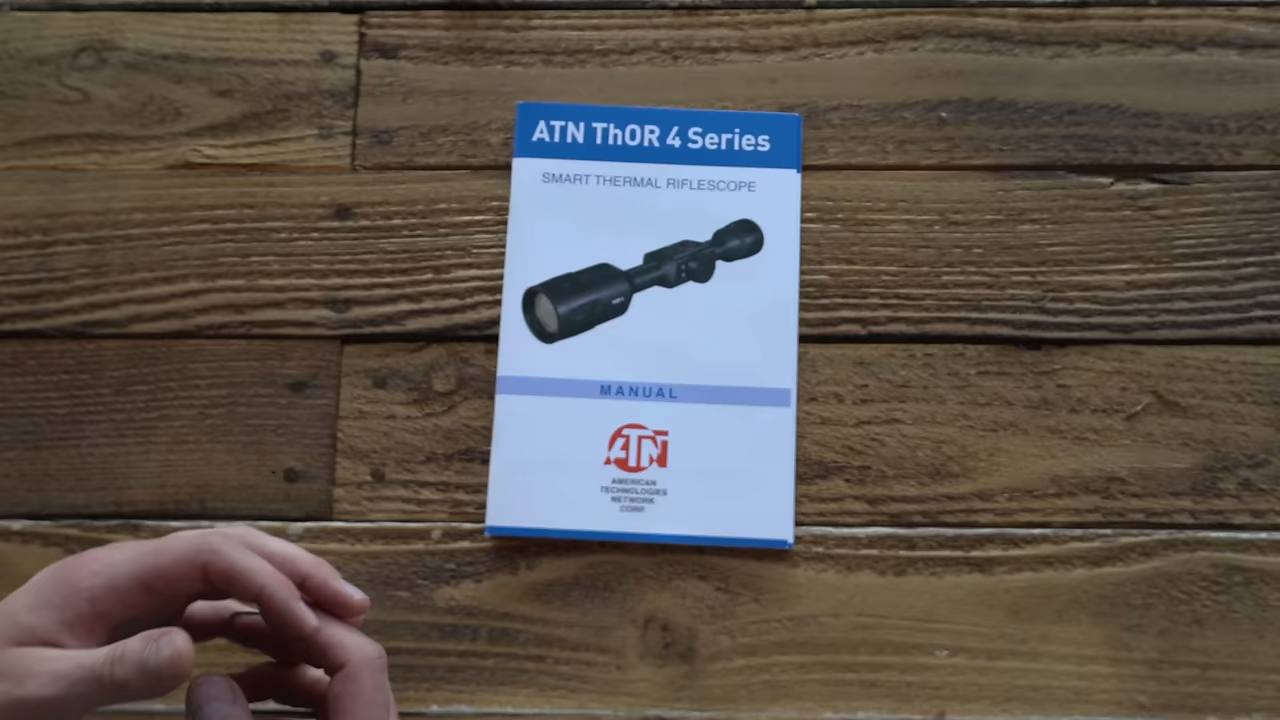 ATN ThOR 4 Series
SMART THERMAL RIFLESCOPE
MANUAL
ATN
AMERICAN
TECHNOLOGIES
NETWORK
CORP.